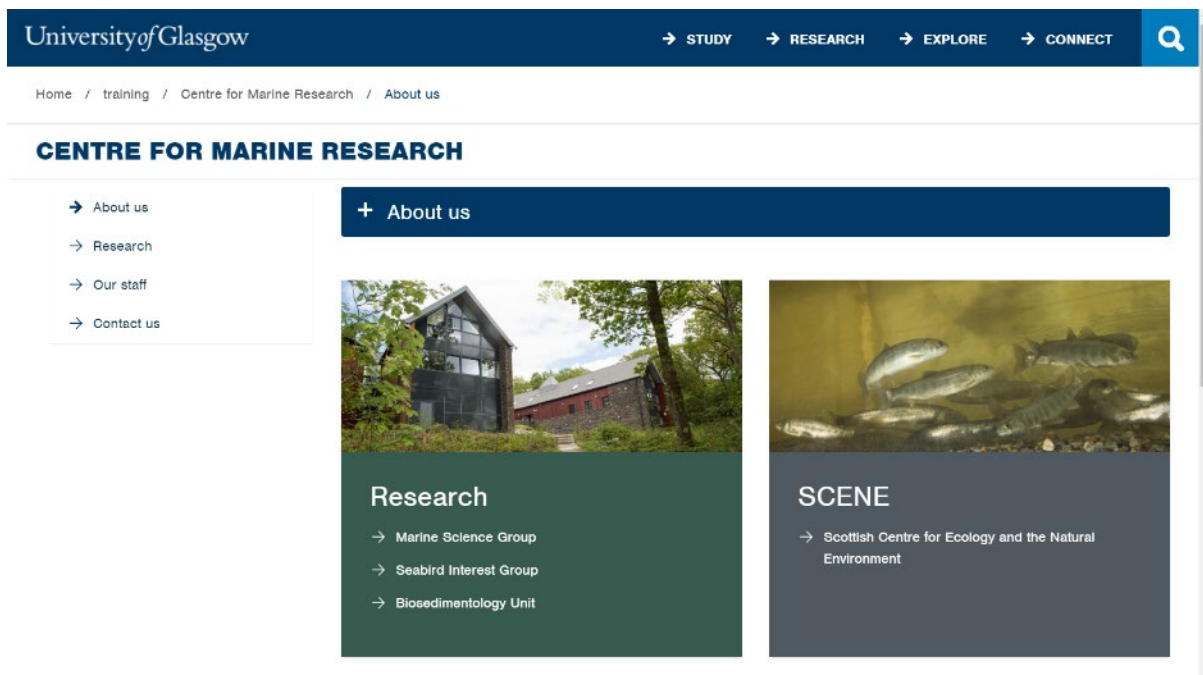 University of Glasgow
STUDY
RESEARCH
EXPLORE
CONNECT
Home / training / Centre for Marine Research / About us
CENTRE FOR MARINE RESEARCH
About us
Research
Our staff
Contact us
+ About us
Research
Marine Science Group
Seabird Interest Group
Biosedimentology Unit
SCENE
Scottish Centre for Ecology and the Natural
Environment